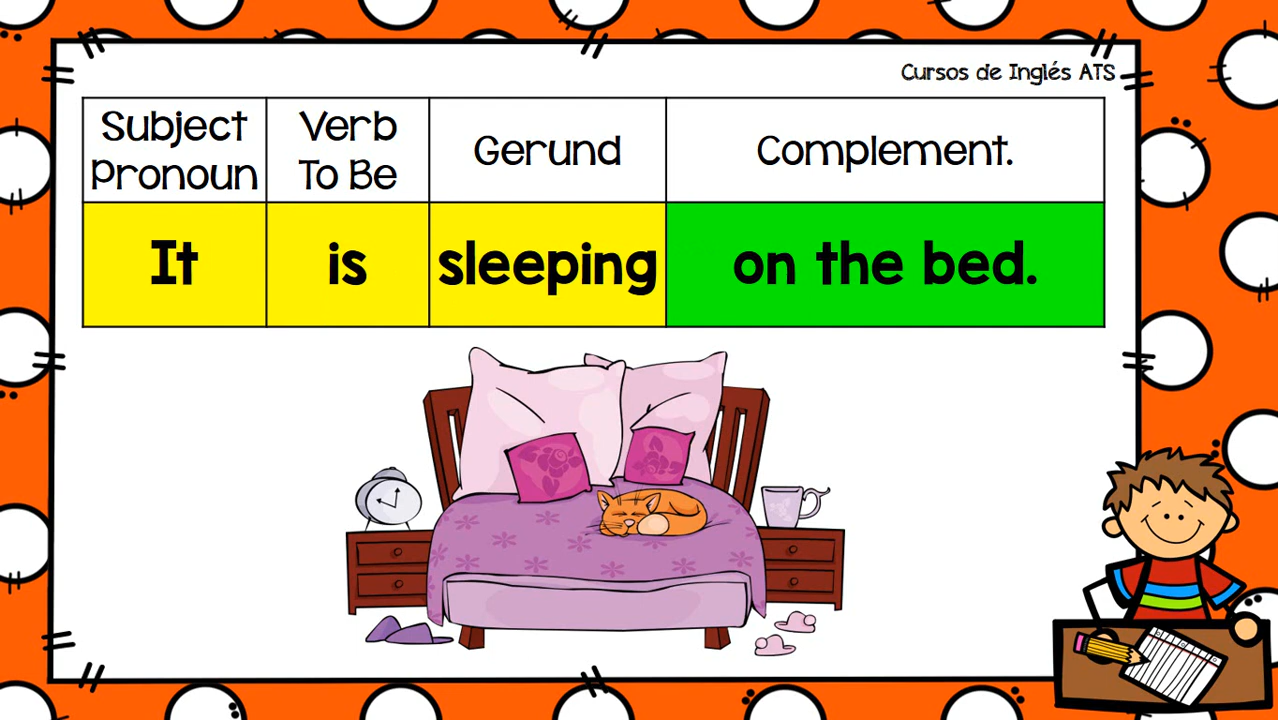 Cursos de Inglés ATS
Subject Pronoun
Verb To Be
Gerund
Complement.
It is sleeping on the bed.